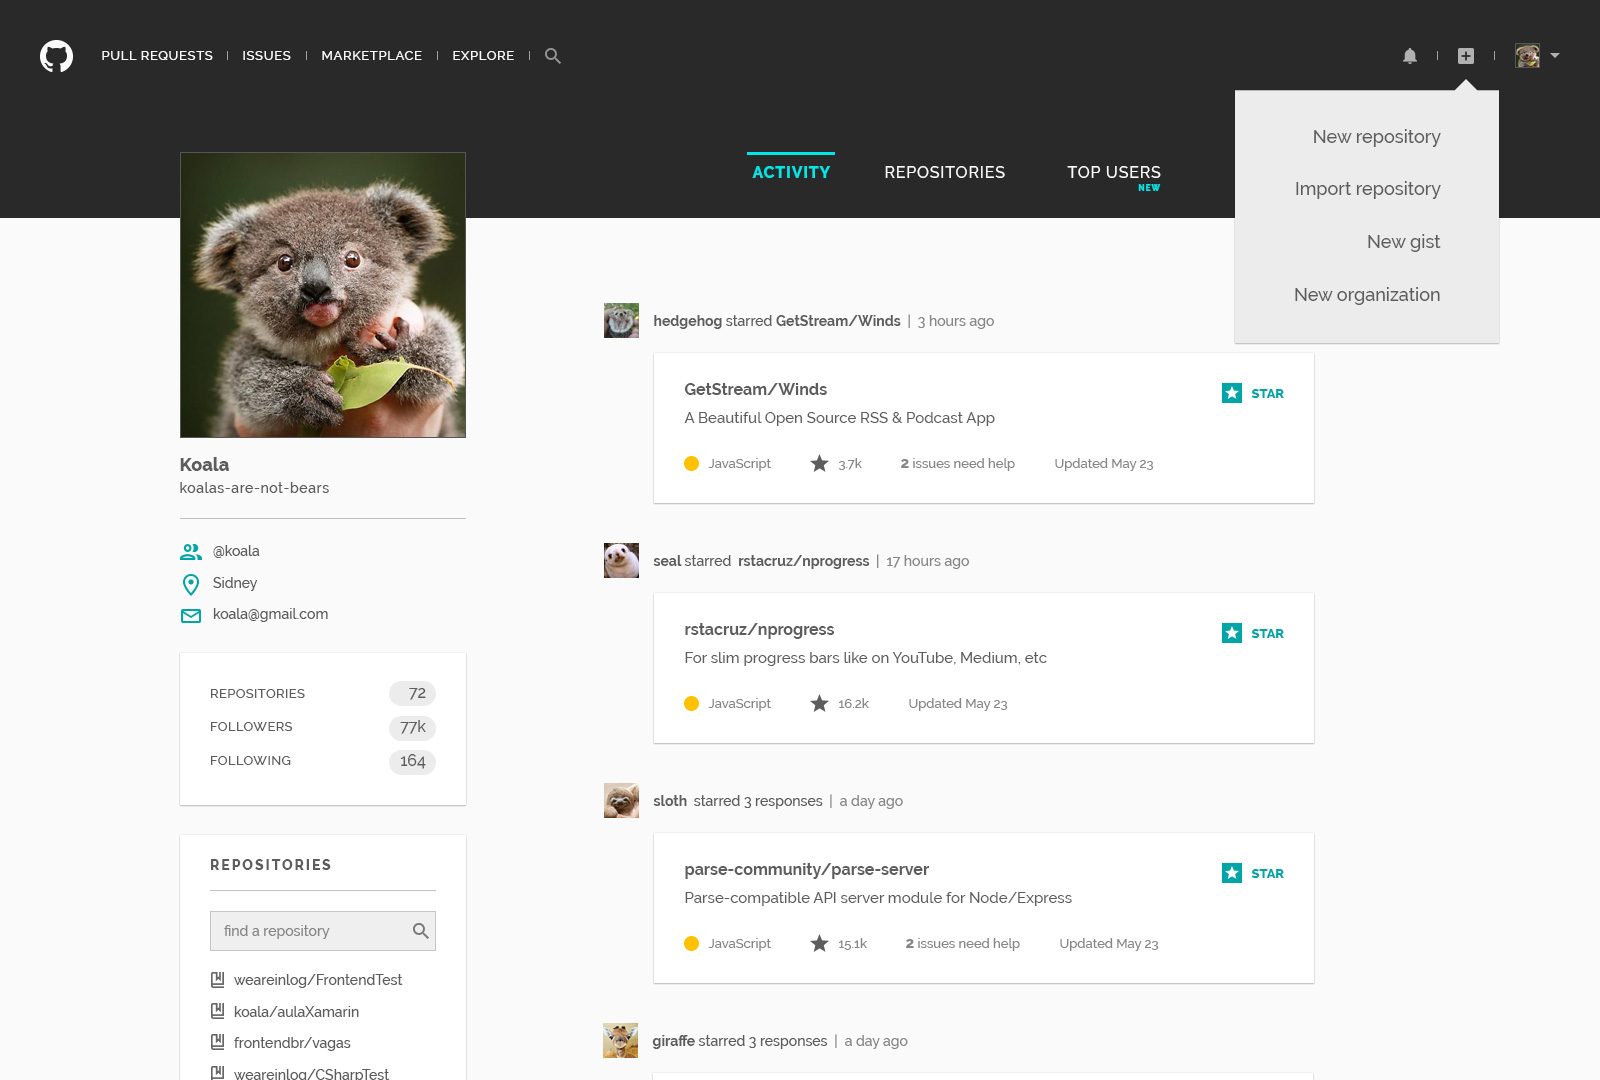 PULL REQUESTS | ISSUES | MARKETPLACE | EXPLORE |
New repository
Import repository
New gist
New organization
ACTIVITY REPOSITORIES TOP USERS
NEW
Koala
koalas-are-not-bears
@koala
Sidney
koala@gmail.com
REPOSITORIES 72
FOLLOWERS 77k
FOLLOWING 164
REPOSITORIES
find a repository
weareinlog/FrontendTest
koala/aulaXamarin
frontendbr/vagas
weareinlog/CSharpTest
hedgehog starred GetStream/Winds | 3 hours ago
GetStream/Winds
STAR
A Beautiful Open Source RSS & Podcast App
JavaScript 3.7k 2 issues need help Updated May 23
seal starred rstacruz/nprogress | 17 hours ago
rstacruz/nprogress
STAR
For slim progress bars like on YouTube, Medium, etc
JavaScript 16.2k Updated May 23
sloth starred 3 responses | a day ago
parse-community/parse-server
STAR
Parse-compatible API server module for Node/Express
JavaScript 15.1k 2 issues need help Updated May 23
giraffe starred 3 responses | a day ago